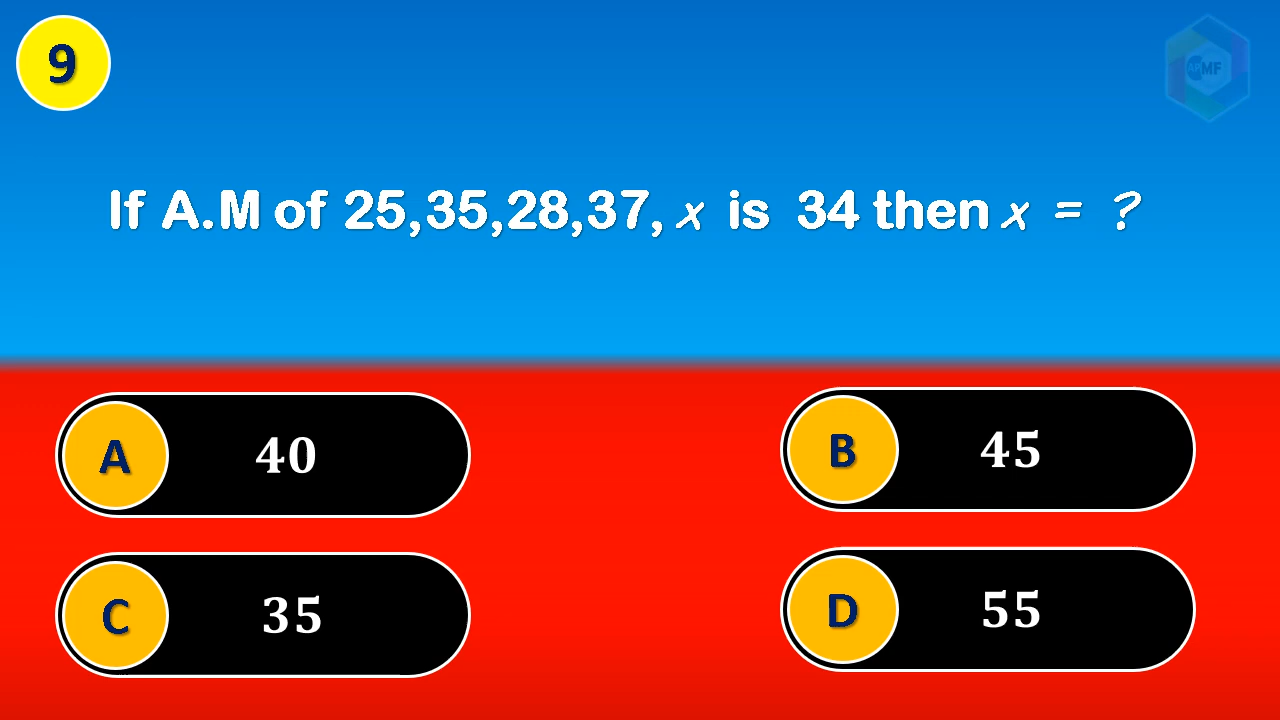 9
If A.M of 25,35,28,37, x is 34 then x = ?
A 40
B 45
C 35
D 55